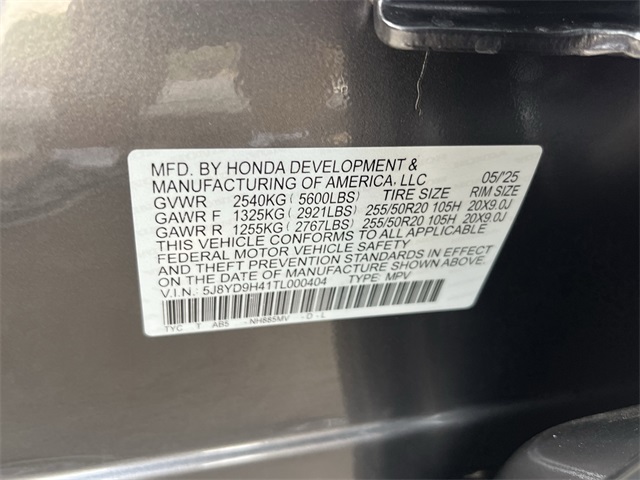 MFD. BY HONDA DEVELOPMENT &
MANUFACTURING OF AMERICA, LLC 05/'25
GVWR 2540KG (5600LBS) TIRE SIZE RIM SIZE
GAWR F 1325KG (2921LBS) 255/50R20 105H 20X9.0J
GAWR R 1255KG (2767LBS) 255/50R20 105H 20X9.0J
THIS VEHICLE CONFORMS TO ALL APPLICABLE
FEDERAL MOTOR VEHICLE SAFETY
AND THEFT PREVENTION STANDARDS IN EFFECT
ON THE DATE OF MANUFACTURE SHOWN ABOVE.
V.I.N.: 5J8YD9H41TL000404 TYPE: MPV
TYC T AB5 - NH885MV - D - L